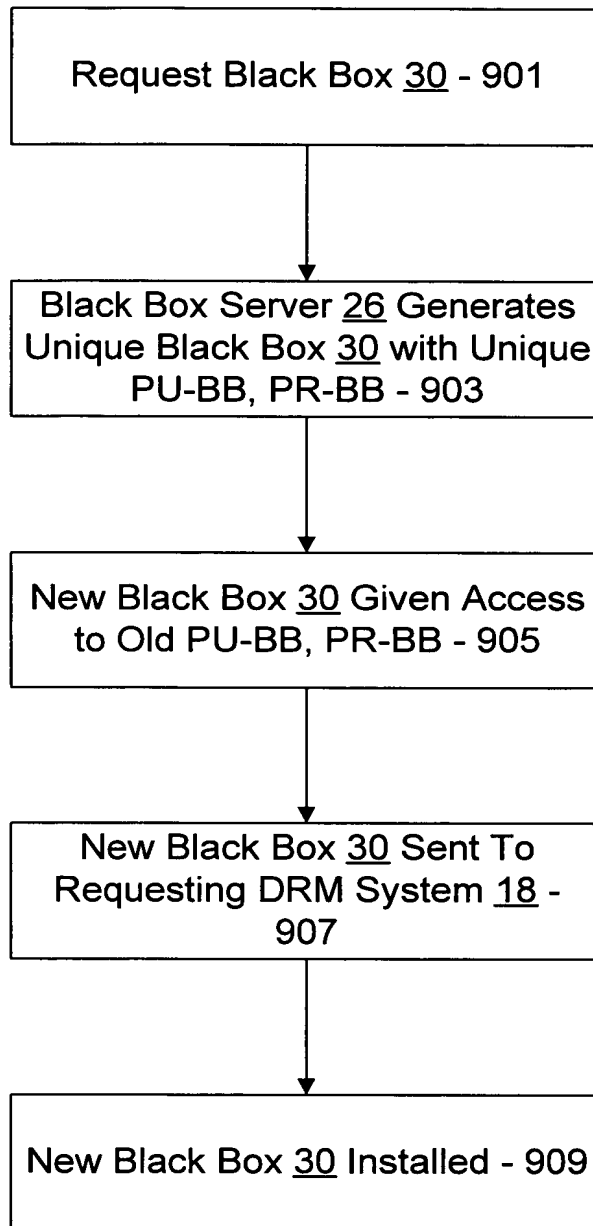 Request Black Box 30 - 901
Black Box Server 26 Generates
Unique Black Box 30 with Unique
PU-BB, PR-BB - 903
New Black Box 30 Given Access
to Old PU-BB, PR-BB - 905
New Black Box 30 Sent To
Requesting DRM System 18 -
907
New Black Box 30 Installed - 909